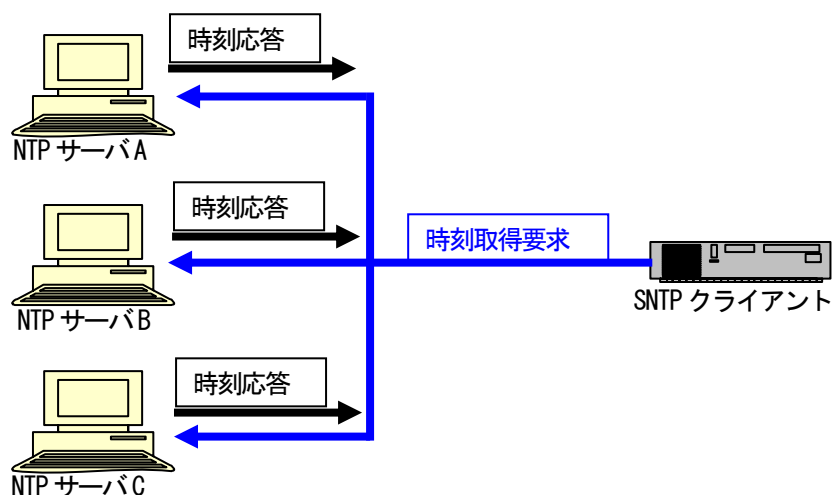 時刻応答
NTP サーバA
時刻応答
時刻取得要求
NTP サーバB
SNTP クライアント
時刻応答
NTP サーバC